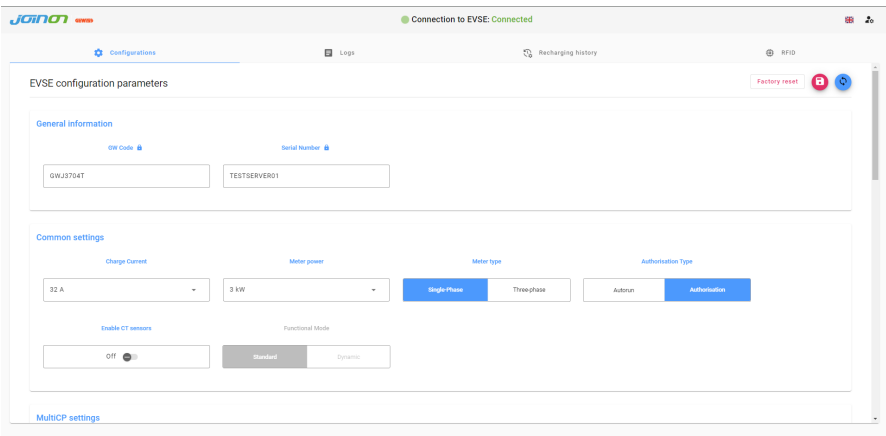 JOINON GEWISS
Connection to EVSE: Connected
Configurations
Logs
Recharging history
RFID
EVSE configuration parameters
Factory reset
General information
GW Code
Serial Number
GWJ3704T
TESTSERVER01
Common settings
Charge Current
Meter power
Meter type
Authorisation Type
32 A
3 kW
Single-Phase
Three-phase
Autorun
Authorisation
Enable CT sensors
Functional Mode
Off
Standard
Dynamic
MultiCP settings